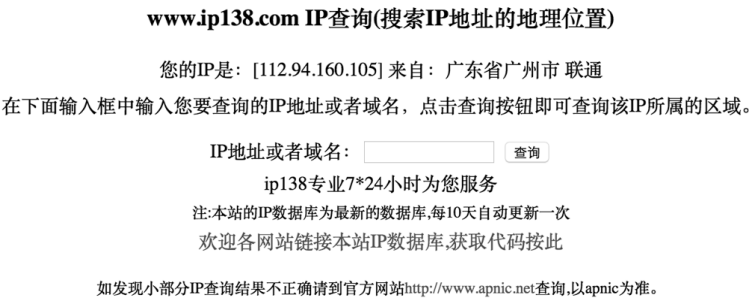 www.ip138.com IP查询(搜索IP地址的地理位置)
您的IP是：[112.94.160.105] 来自：广东省广州市 联通
在下面输入框中输入您要查询的IP地址或者域名，点击查询按钮即可查询该IP所属的区域。
IP地址或者域名： 查询
ip138专业7*24小时为您服务
注:本站的IP数据库为最新的数据库,每10天自动更新一次
欢迎各网站链接本站IP数据库,获取代码按此
如发现小部分IP查询结果不正确请到官方网站http://www.apnic.net查询,以apnic为准。